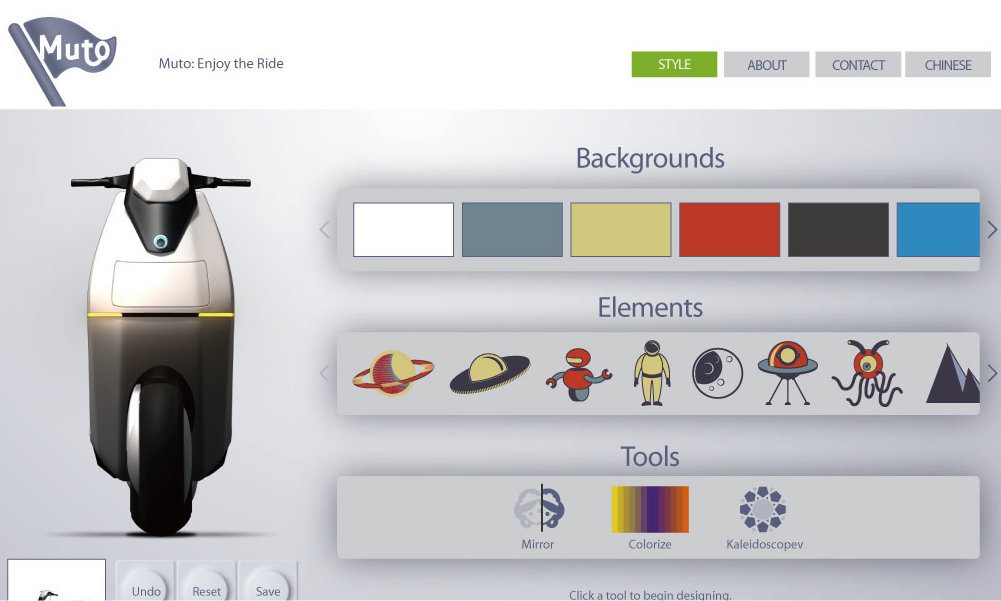 Muto
Muto: Enjoy the Ride
STYLE
ABOUT
CONTACT
CHINESE
Backgrounds
Elements
Tools
Mirror
Colorize
Kaleidoscopev
Undo
Reset
Save
Click a tool to begin designing.